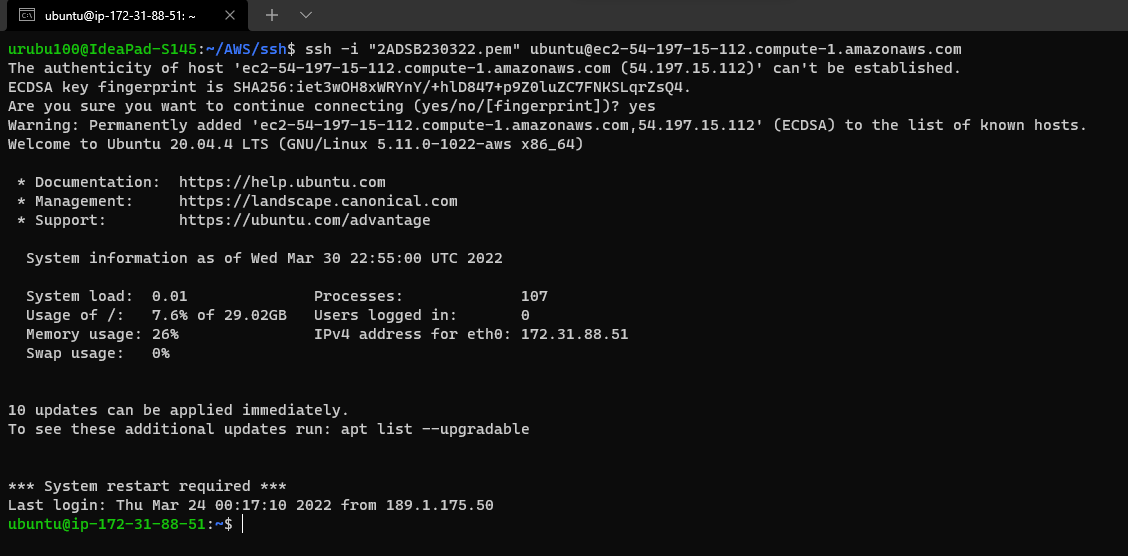 ubuntu@ip-172-31-88-51: ~
urubu100@IdeaPad-S145:~/AWS/ssh$ ssh -i "2ADSB230322.pem" ubuntu@ec2-54-197-15-112.compute-1.amazonaws.com
The authenticity of host 'ec2-54-197-15-112.compute-1.amazonaws.com (54.197.15.112)' can't be established.
ECDSA key fingerprint is SHA256:iet3wOH8xWRYnY/+hlD847+p9Z0luZC7FNKSLqrZsQ4.
Are you sure you want to continue connecting (yes/no/[fingerprint])? yes
Warning: Permanently added 'ec2-54-197-15-112.compute-1.amazonaws.com,54.197.15.112' (ECDSA) to the list of known hosts.
Welcome to Ubuntu 20.04.4 LTS (GNU/Linux 5.11.0-1022-aws x86_64)
* Documentation:  https://help.ubuntu.com
* Management:     https://landscape.canonical.com
* Support:        https://ubuntu.com/advantage
System information as of Wed Mar 30 22:55:00 UTC 2022
System load:  0.01              Processes:             107
Usage of /:   7.6% of 29.02GB   Users logged in:       0
Memory usage: 26%               IPv4 address for eth0: 172.31.88.51
Swap usage:   0%
10 updates can be applied immediately.
To see these additional updates run: apt list --upgradable
*** System restart required ***
Last login: Thu Mar 24 00:17:10 2022 from 189.1.175.50
ubuntu@ip-172-31-88-51:~$